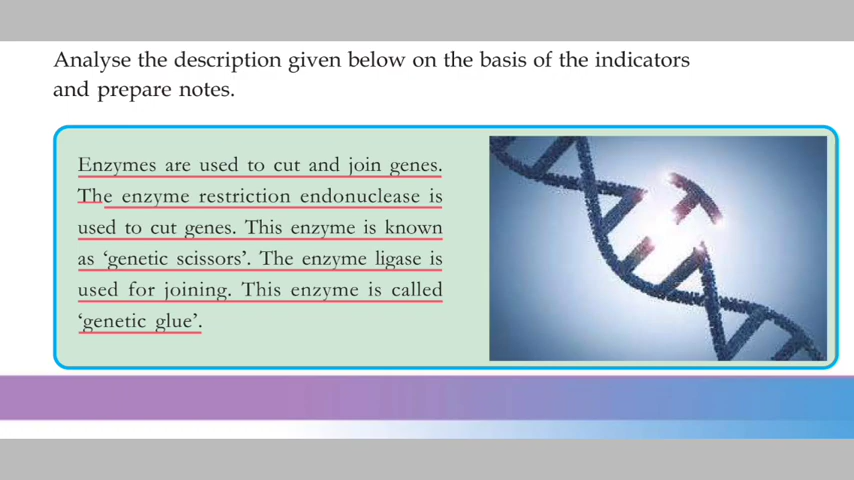 Analyse the description given below on the basis of the indicators
and prepare notes.
Enzymes are used to cut and join genes.
The enzyme restriction endonuclease is
used to cut genes. This enzyme is known
as ‘genetic scissors’. The enzyme ligase is
used for joining. This enzyme is called
‘genetic glue’.